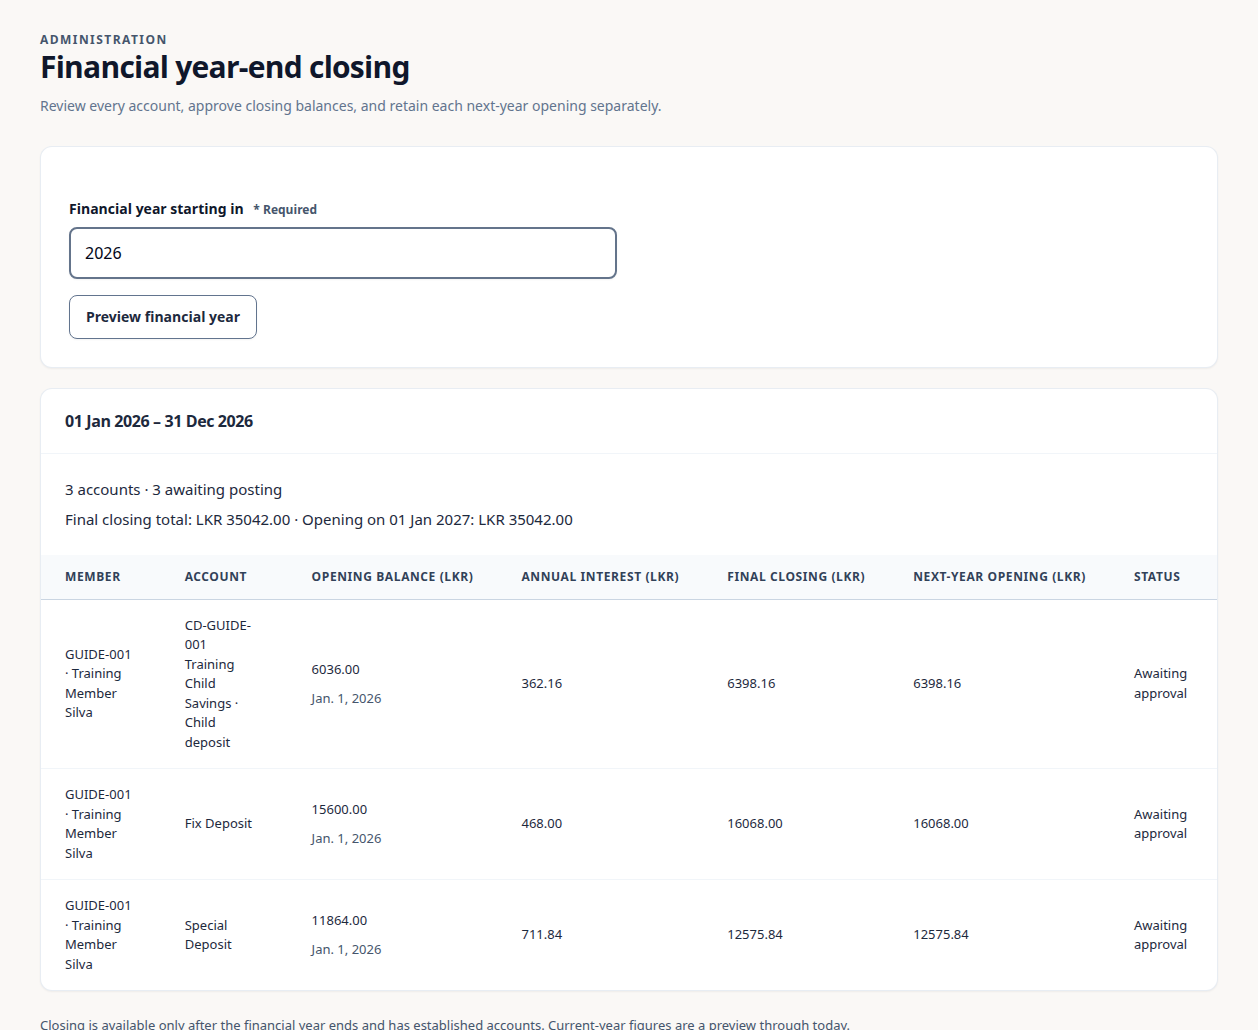 ADMINISTRATION
Financial year-end closing
Review every account, approve closing balances, and retain each next-year opening separately.
Financial year starting in * Required
2026
Preview financial year
01 Jan 2026 – 31 Dec 2026
3 accounts · 3 awaiting posting
Final closing total: LKR 35042.00 · Opening on 01 Jan 2027: LKR 35042.00
MEMBER ACCOUNT OPENING BALANCE (LKR) ANNUAL INTEREST (LKR) FINAL CLOSING (LKR) NEXT-YEAR OPENING (LKR) STATUS
GUIDE-001
· Training
Member
Silva
CD-GUIDE-
001
Training
Child
Savings ·
Child
deposit
6036.00
Jan. 1, 2026
362.16
6398.16
6398.16
Awaiting
approval
GUIDE-001
· Training
Member
Silva
Fix Deposit
15600.00
Jan. 1, 2026
468.00
16068.00
16068.00
Awaiting
approval
GUIDE-001
· Training
Member
Silva
Special
Deposit
11864.00
Jan. 1, 2026
711.84
12575.84
12575.84
Awaiting
approval
Closing is available only after the financial year ends and has established accounts. Current-year figures are a preview through today.